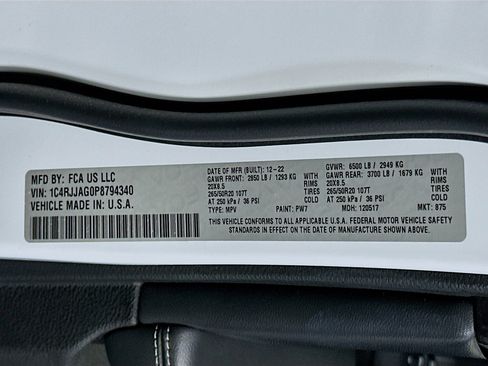 MFD BY: FCA US LLC
VIN: 1C4RJJAG0P8794340
VEHICLE MADE IN: U.S.A.
DATE OF MFR (BUILT): 12-22 GVWR: 6500 LB / 2949 KG
GAWR FRONT: 2850 LB / 1293 KG GAWR REAR: 3700 LB / 1679 KG
20X8.5 TIRES 20X8.5 TIRES
265/50R20 107T 265/50R20 107T
AT 250 kPa / 36 PSI COLD AT 250 kPa / 36 PSI COLD
TYPE: MPV PAINT: PW7 MDH: 120517 MKT: 875
THIS VEHICLE CONFORMS TO ALL APPLICABLE U.S.A. FEDERAL MOTOR VEHICLE SAFETY
STANDARDS IN EFFECT ON THE DATE OF MANUFACTURE SHOWN ABOVE.